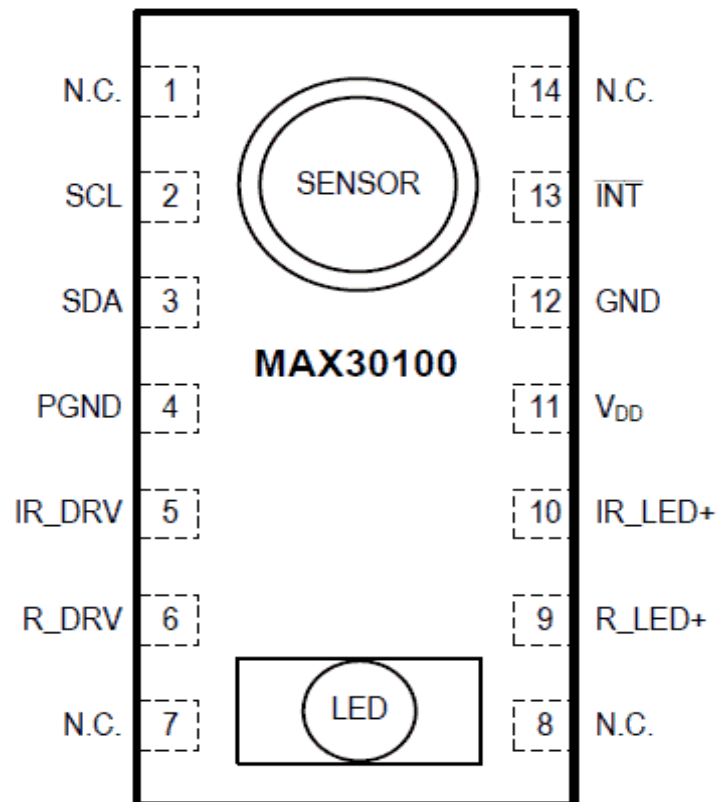 N.C. 1 14 N.C.
SCL 2 SENSOR 13 INT
SDA 3 12 GND
MAX30100
PGND 4 11 VDD
IR_DRV 5 10 IR_LED+
R_DRV 6 9 R_LED+
N.C. 7 LED 8 N.C.